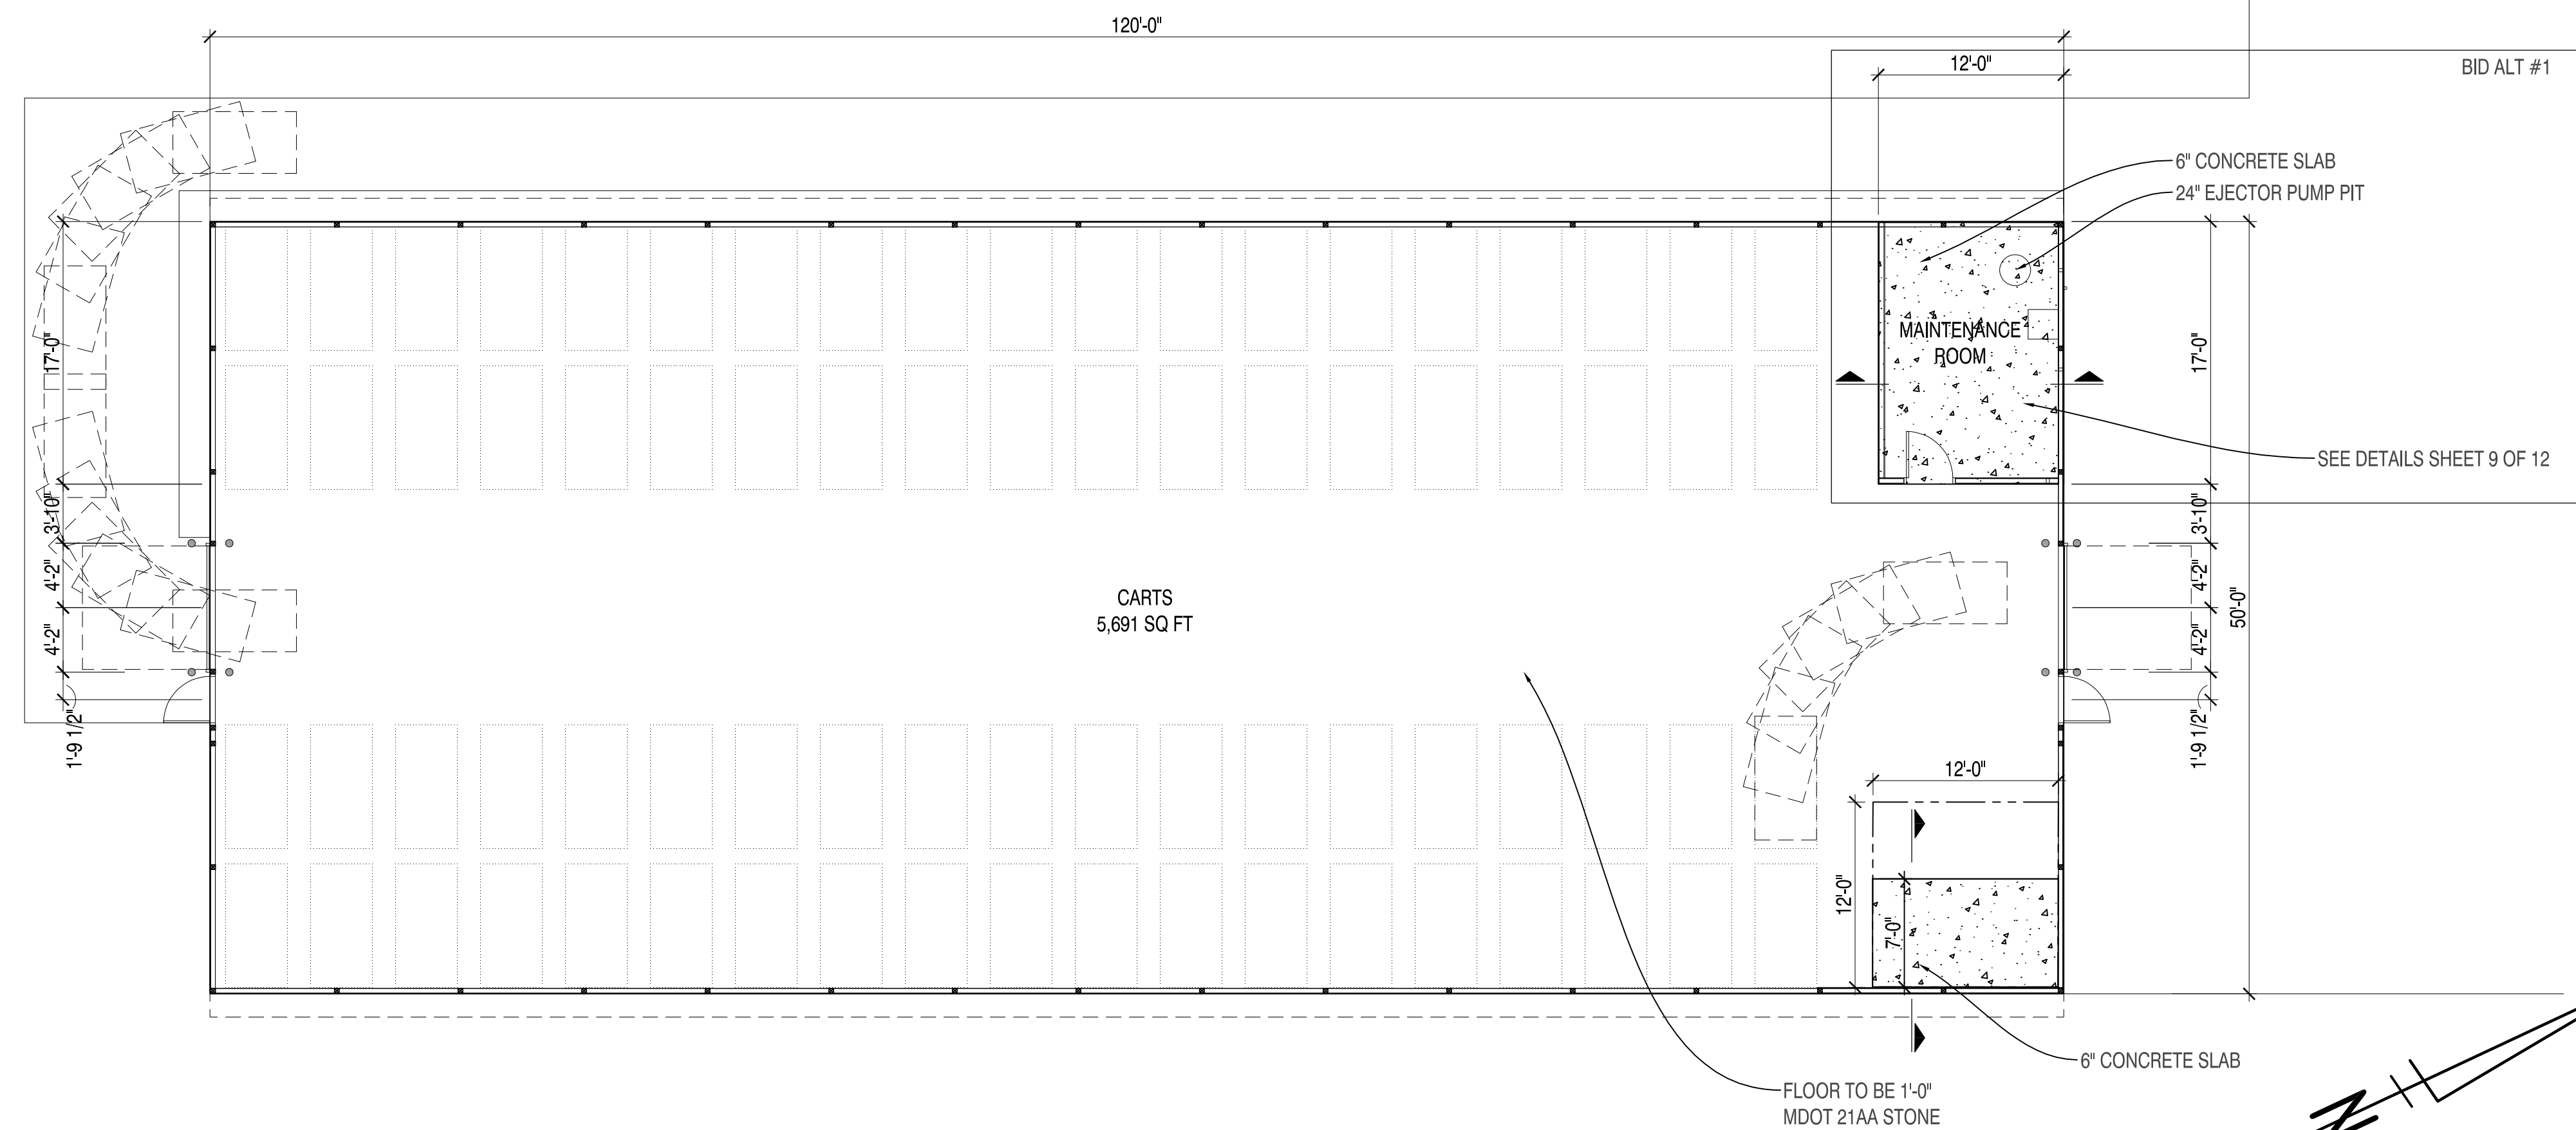 120'-0"
12'-0"
BID ALT #1
6" CONCRETE SLAB
24" EJECTOR PUMP PIT
MAINTENANCE
ROOM
17'-0"
17'-0"
SEE DETAILS SHEET 9 OF 12
3'-10"
3'-10"
4'-2"
4'-2"
CARTS
5,691 SQ FT
50'-0"
4'-2"
4'-2"
1'-9 1/2"
1'-9 1/2"
12'-0"
12'-0"
7'-0"
6" CONCRETE SLAB
FLOOR TO BE 1'-0"
MDOT 21AA STONE
N